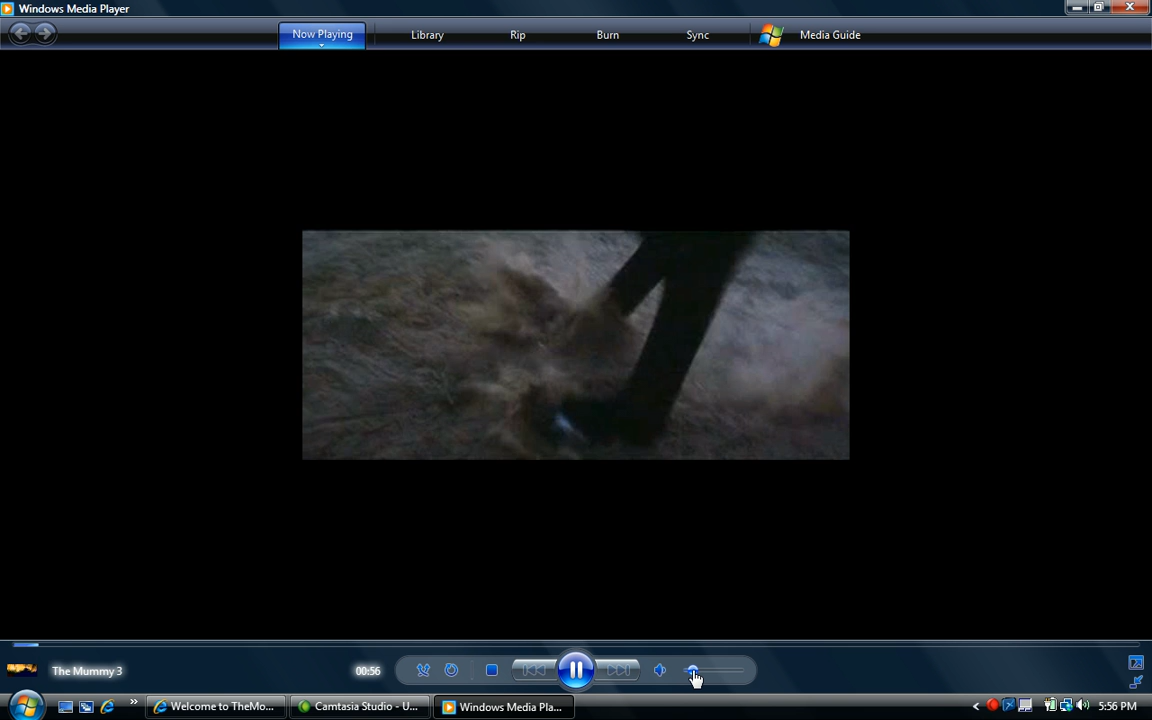 Windows Media Player
Now Playing Library Rip Burn Sync Media Guide
The Mummy 3 00:56
» Welcome to TheMo... Camtasia Studio - U... Windows Media Pla... < 5:56 PM